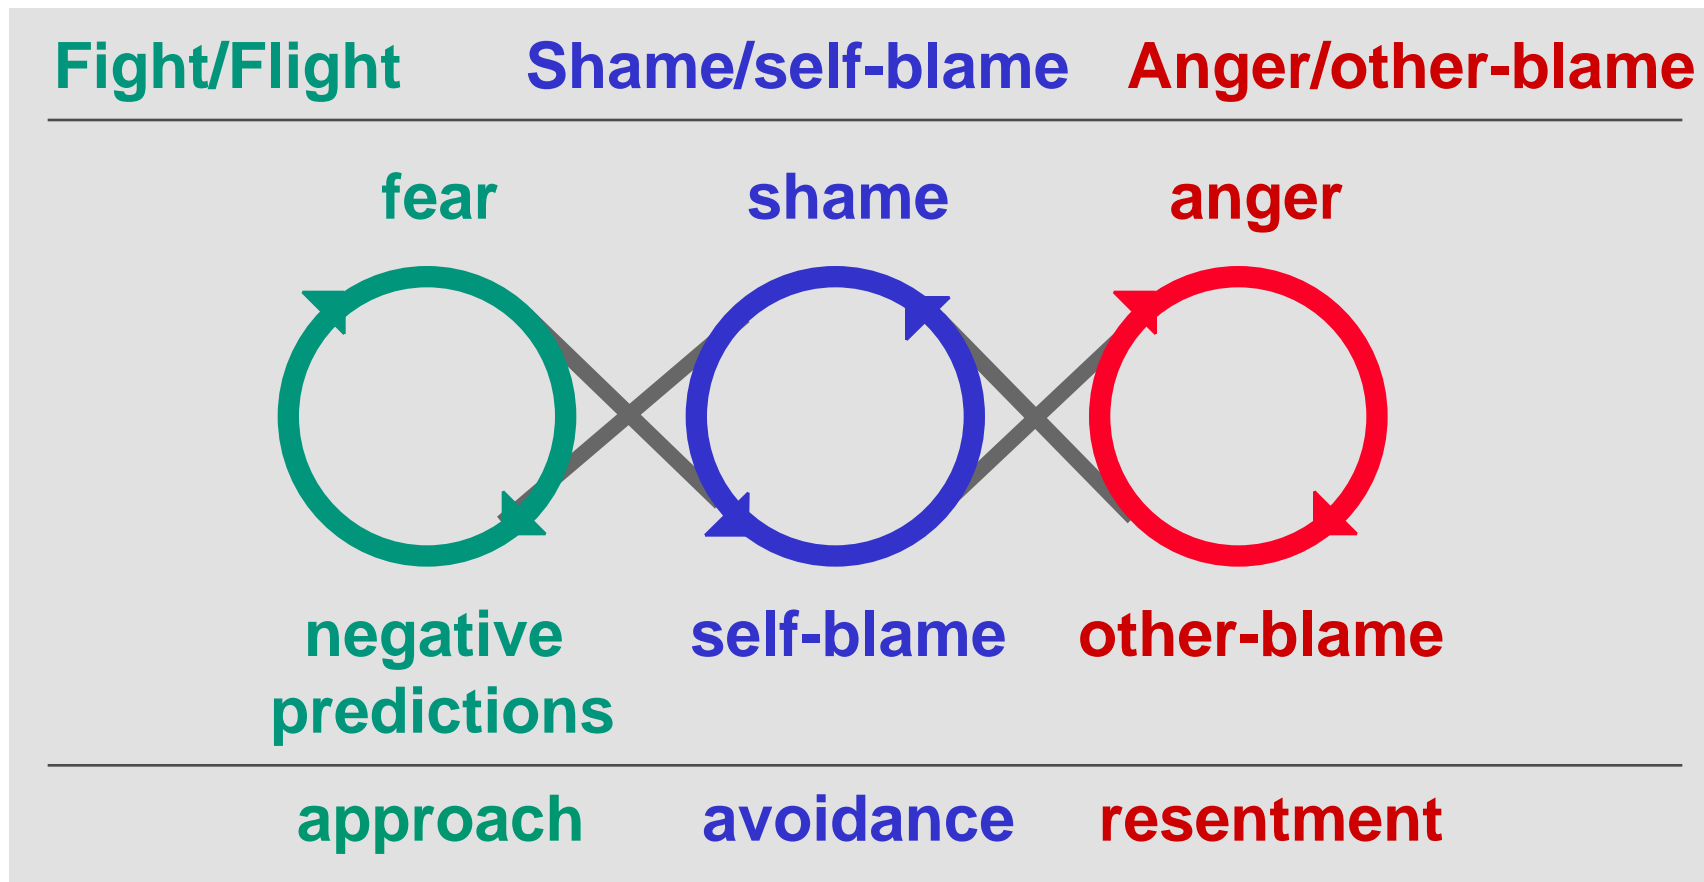 Fight/Flight Shame/self-blame Anger/other-blame
fear shame anger
negative self-blame other-blame
predictions
approach avoidance resentment